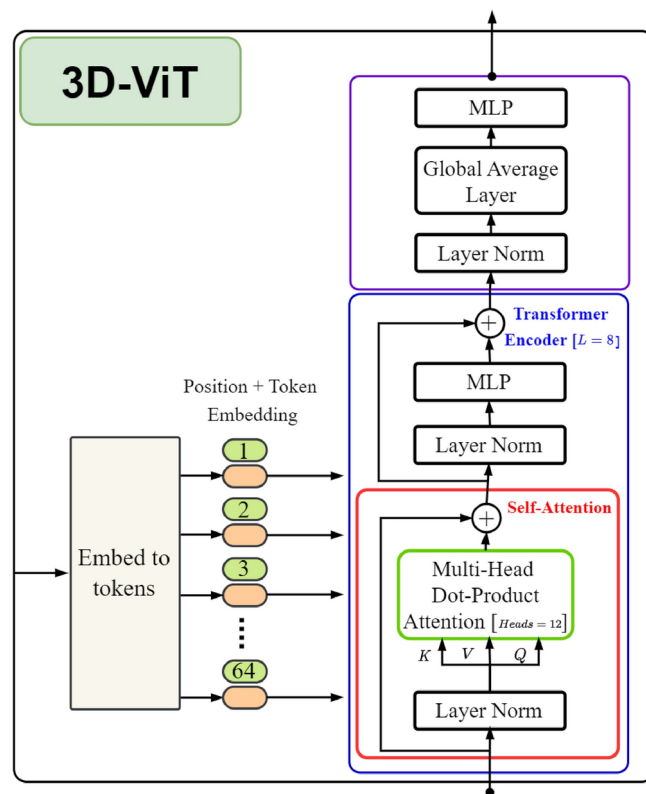 3D-ViT
MLP
Global Average
Layer
Layer Norm
Transformer
Encoder [L = 8]
MLP
Layer Norm
Position + Token
Embedding
1
2
3
64
Embed to
tokens
Self-Attention
Multi-Head
Dot-Product
Attention [Heads = 12]
K V Q
Layer Norm